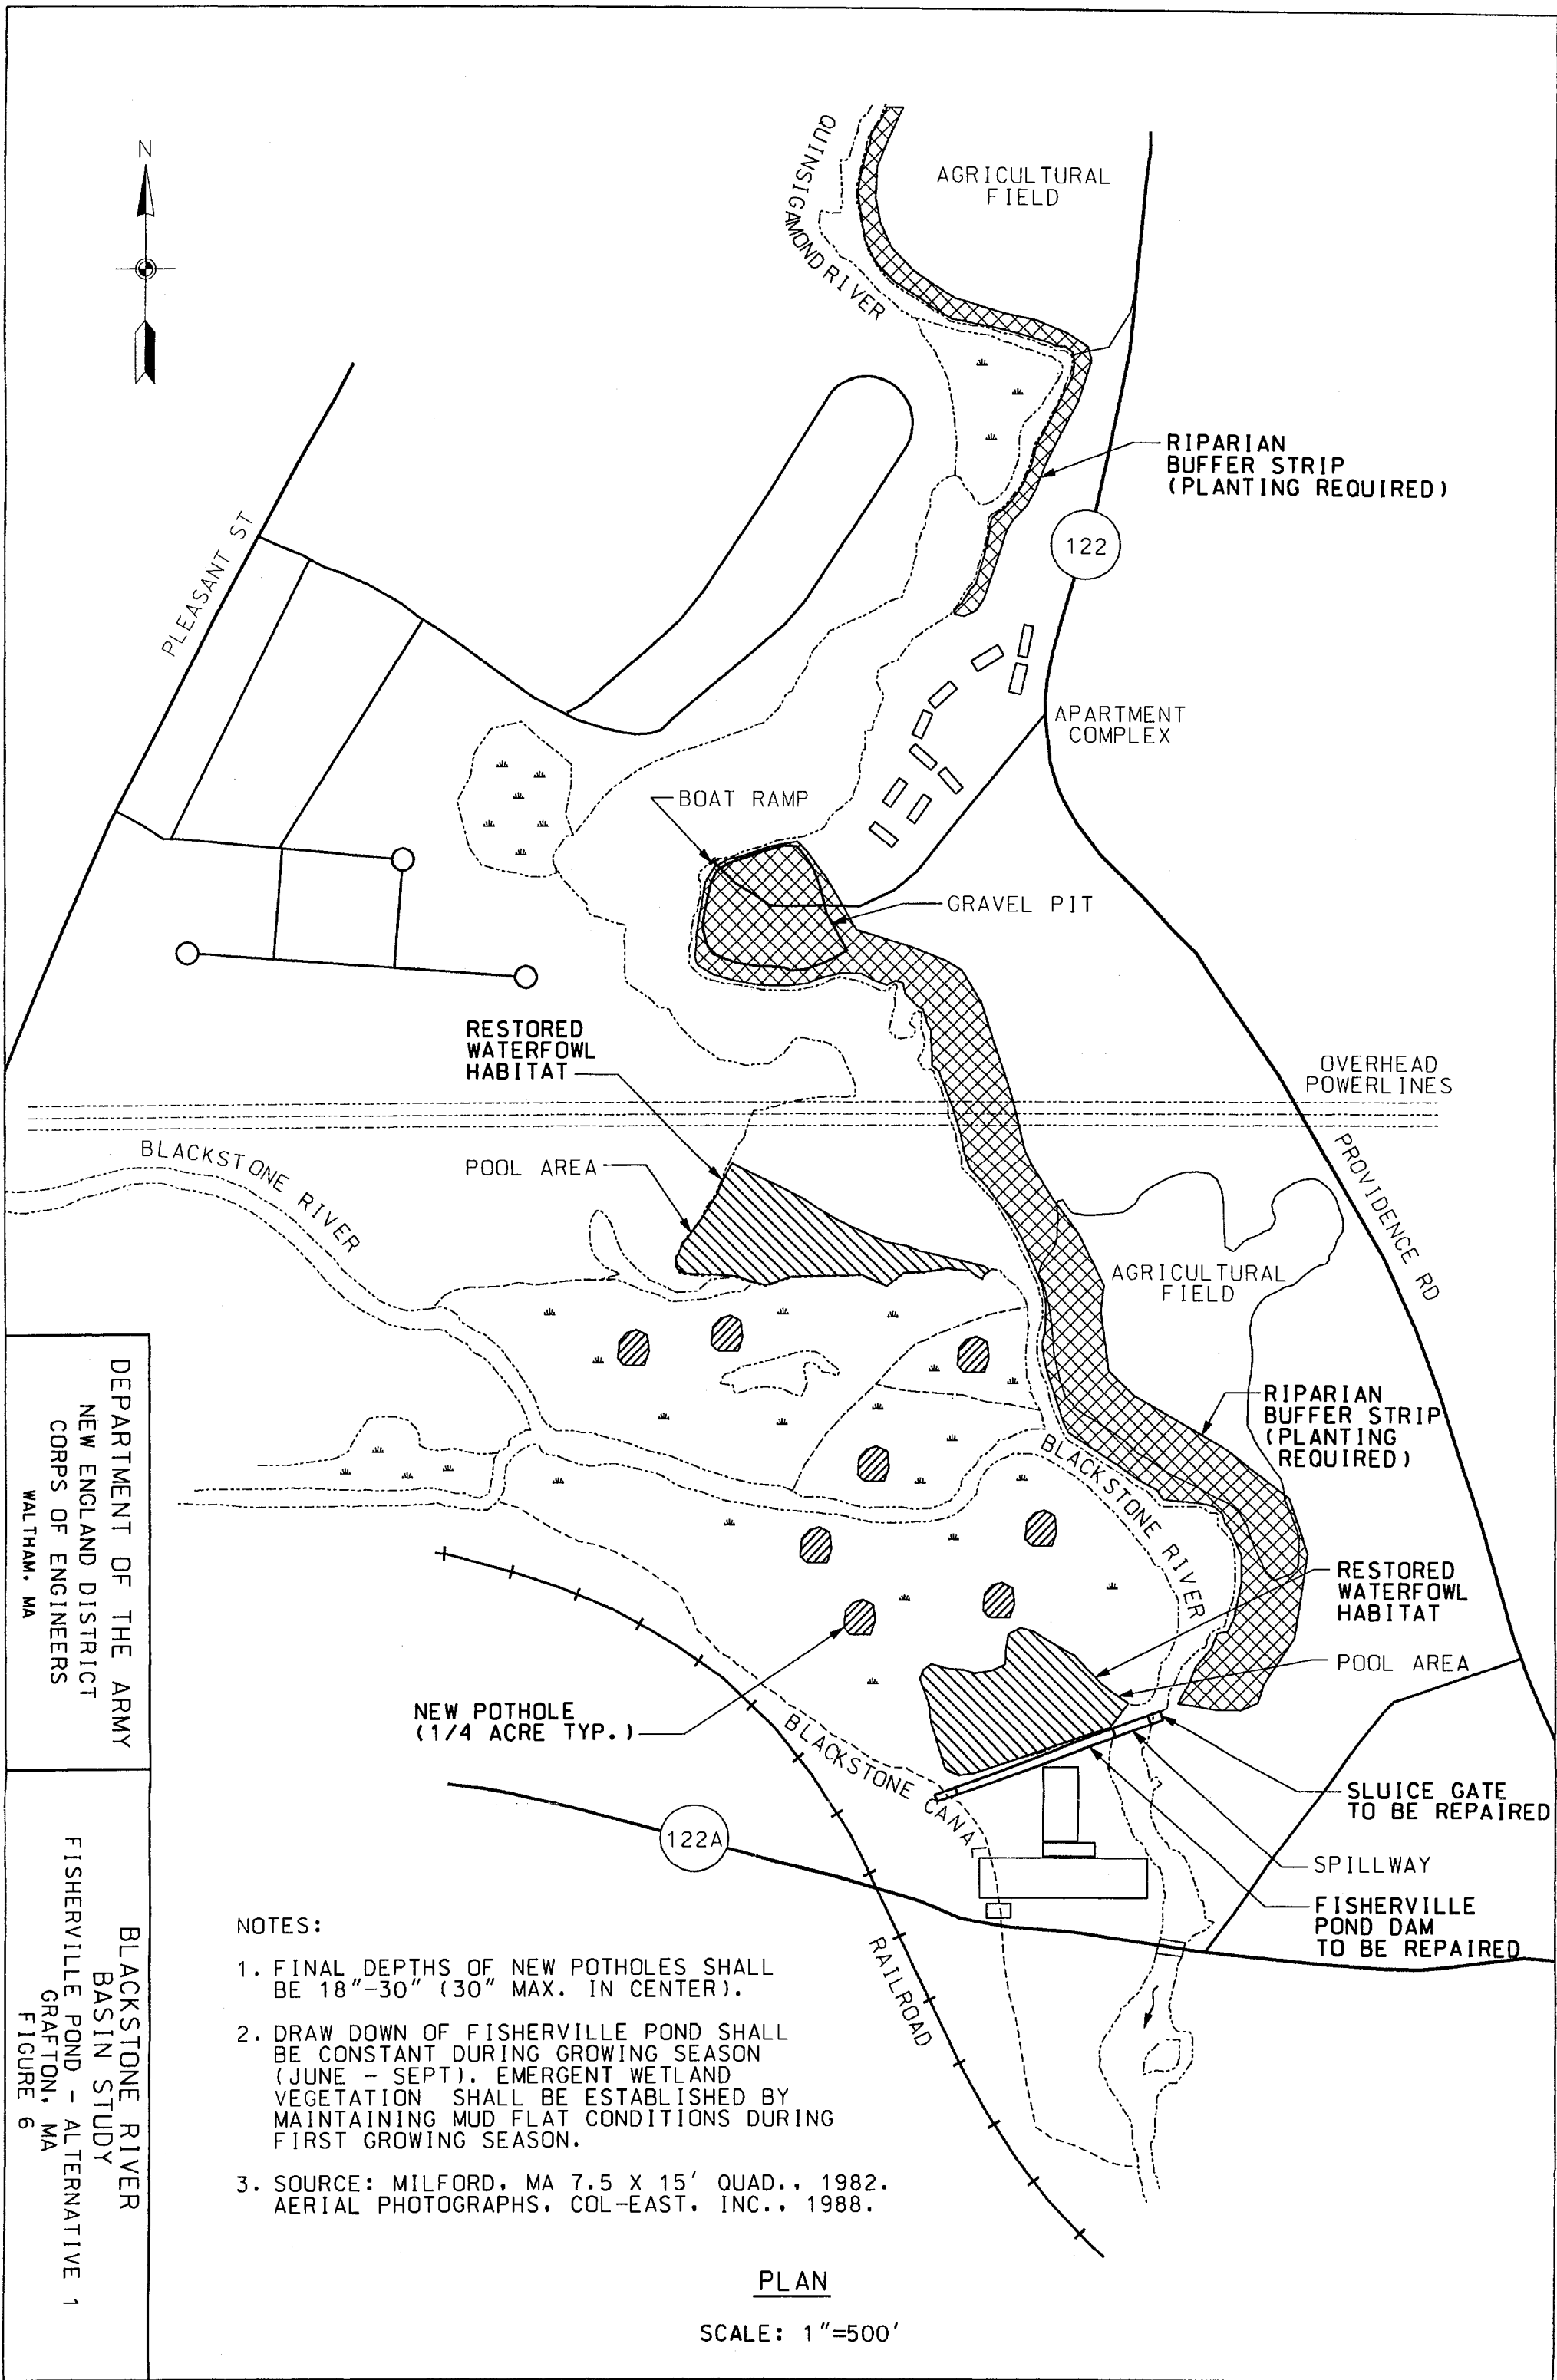 N
QUINSIGAMOND RIVER
AGRICULTURAL
FIELD
RIPARIAN
BUFFER STRIP
(PLANTING REQUIRED)
122
PLEASANT ST
APARTMENT
COMPLEX
BOAT RAMP
GRAVEL PIT
RESTORED
WATERFOWL
HABITAT
OVERHEAD
POWERLINES
BLACKSTONE RIVER
POOL AREA
PROVIDENCE RD
AGRICULTURAL
FIELD
RIPARIAN
BUFFER STRIP
(PLANTING
REQUIRED)
BLACKSTONE RIVER
RESTORED
WATERFOWL
HABITAT
POOL AREA
NEW POTHOLE
(1/4 ACRE TYP.)
BLACKSTONE CANAL
SLUICE GATE
TO BE REPAIRED
122A
SPILLWAY
FISHERVILLE
POND DAM
TO BE REPAIRED
RAILROAD
NOTES:
1. FINAL DEPTHS OF NEW POTHOLES SHALL
BE 18"-30" (30" MAX. IN CENTER).
2. DRAW DOWN OF FISHERVILLE POND SHALL
BE CONSTANT DURING GROWING SEASON
(JUNE - SEPT). EMERGENT WETLAND
VEGETATION SHALL BE ESTABLISHED BY
MAINTAINING MUD FLAT CONDITIONS DURING
FIRST GROWING SEASON.
3. SOURCE: MILFORD, MA 7.5 X 15' QUAD., 1982.
AERIAL PHOTOGRAPHS, COL-EAST, INC., 1988.
PLAN
SCALE: 1"=500'
DEPARTMENT OF THE ARMY
NEW ENGLAND DISTRICT
CORPS OF ENGINEERS
WALTHAM, MA
BLACKSTONE RIVER
BASIN STUDY
FISHERVILLE POND - ALTERNATIVE 1
GRAFTON, MA
FIGURE 6